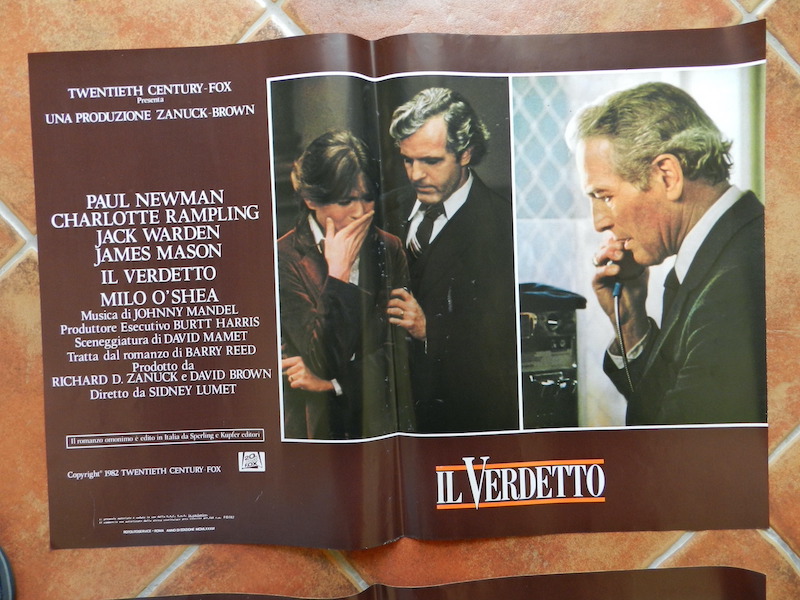 TWENTIETH CENTURY-FOX
Presenta
UNA PRODUZIONE ZANUCK-BROWN
PAUL NEWMAN
CHARLOTTE RAMPLING
JACK WARDEN
JAMES MASON
IL VERDETTO
MILO O'SHEA
Musica di JOHNNY MANDEL
Produttore Esecutivo BURTT HARRIS
Sceneggiatura di DAVID MAMET
Tratta dal romanzo di BARRY REED
Prodotto da
RICHARD D. ZANUCK e DAVID BROWN
Diretto da SIDNEY LUMET
Il romanzo omonimo è edito in Italia da Sperling e Kupfer editori
Copyright© 1982 TWENTIETH CENTURY-FOX
20
FOX
IL VERDETTO